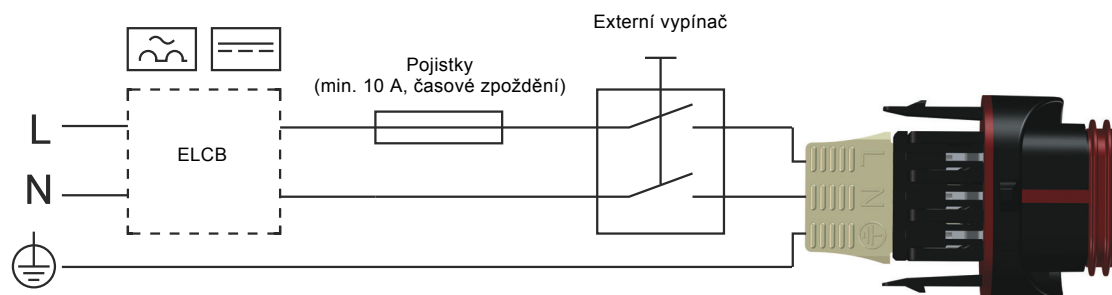 Externí vypínač
Pojistky
(min. 10 A, časové zpoždění)
L
ELCB
N
L
N